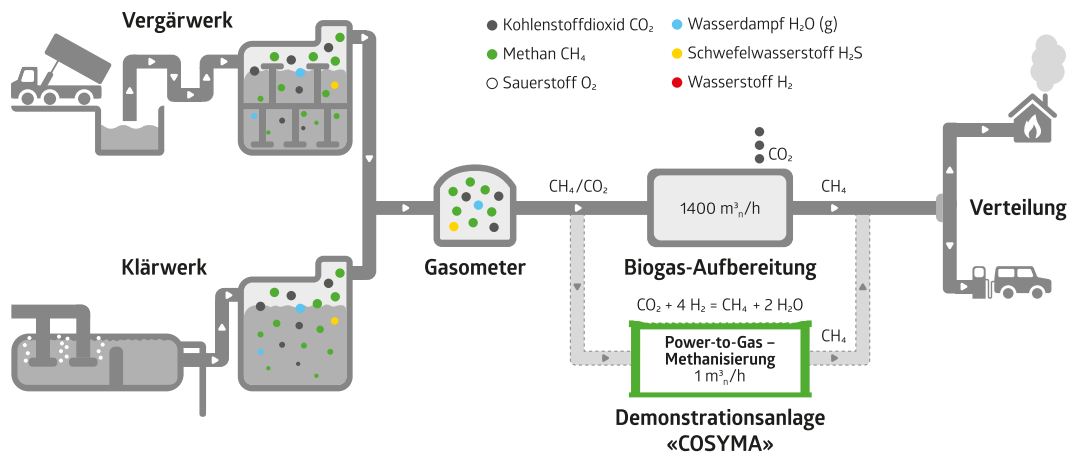 Vergärwerk
Kohlenstoffdioxid CO₂
Methan CH₄
Sauerstoff O₂
Wasserdampf H₂O (g)
Schwefelwasserstoff H₂S
Wasserstoff H₂
CO₂
CH₄/CO₂
1400 m³ₙ/h
CH₄
Verteilung
Klärwerk
Gasometer
Biogas-Aufbereitung
CO₂ + 4 H₂ = CH₄ + 2 H₂O
Power-to-Gas –
Methanisierung
1 m³ₙ/h
CH₄
Demonstrationsanlage
«COSYMA»